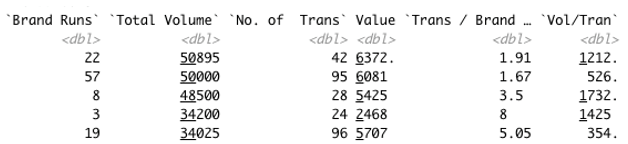 `Brand Runs` `Total Volume` `No. of  Trans` Value `Trans / Brand … `Vol/Tran`
<dbl> <dbl> <dbl> <dbl> <dbl> <dbl>
22 50895 42 6372. 1.91 1212.
57 50000 95 6081 1.67 526.
8 48500 28 5425 3.5 1732.
3 34200 24 2468 8 1425
19 34025 96 5707 5.05 354.